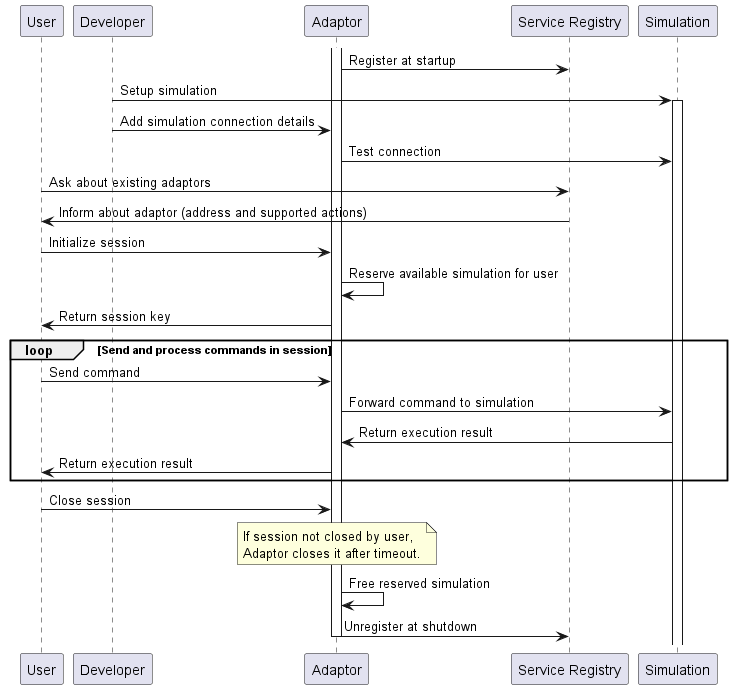 User
Developer
Adaptor
Service Registry
Simulation
Register at startup
Setup simulation
Add simulation connection details
Test connection
Ask about existing adaptors
Inform about adaptor (address and supported actions)
Initialize session
Reserve available simulation for user
Return session key
loop
[Send and process commands in session]
Send command
Forward command to simulation
Return execution result
Return execution result
Close session
If session not closed by user,
Adaptor closes it after timeout.
Free reserved simulation
Unregister at shutdown
User
Developer
Adaptor
Service Registry
Simulation